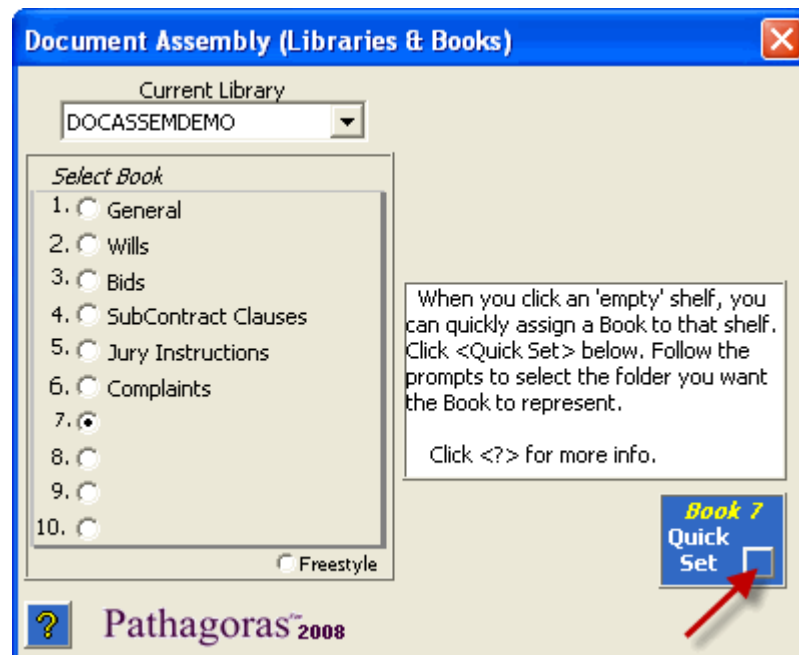 Document Assembly (Libraries & Books)
Current Library
DOCASSEMDEMO
Select Book
1. General
2. Wills
3. Bids
4. SubContract Clauses
5. Jury Instructions
6. Complaints
7.
8.
9.
10.
Freestyle
When you click an 'empty' shelf, you
can quickly assign a Book to that shelf.
Click <Quick Set> below. Follow the
prompts to select the folder you want
the Book to represent.
Click <?> for more info.
Book 7
Quick
Set
?
Pathagoras™2008